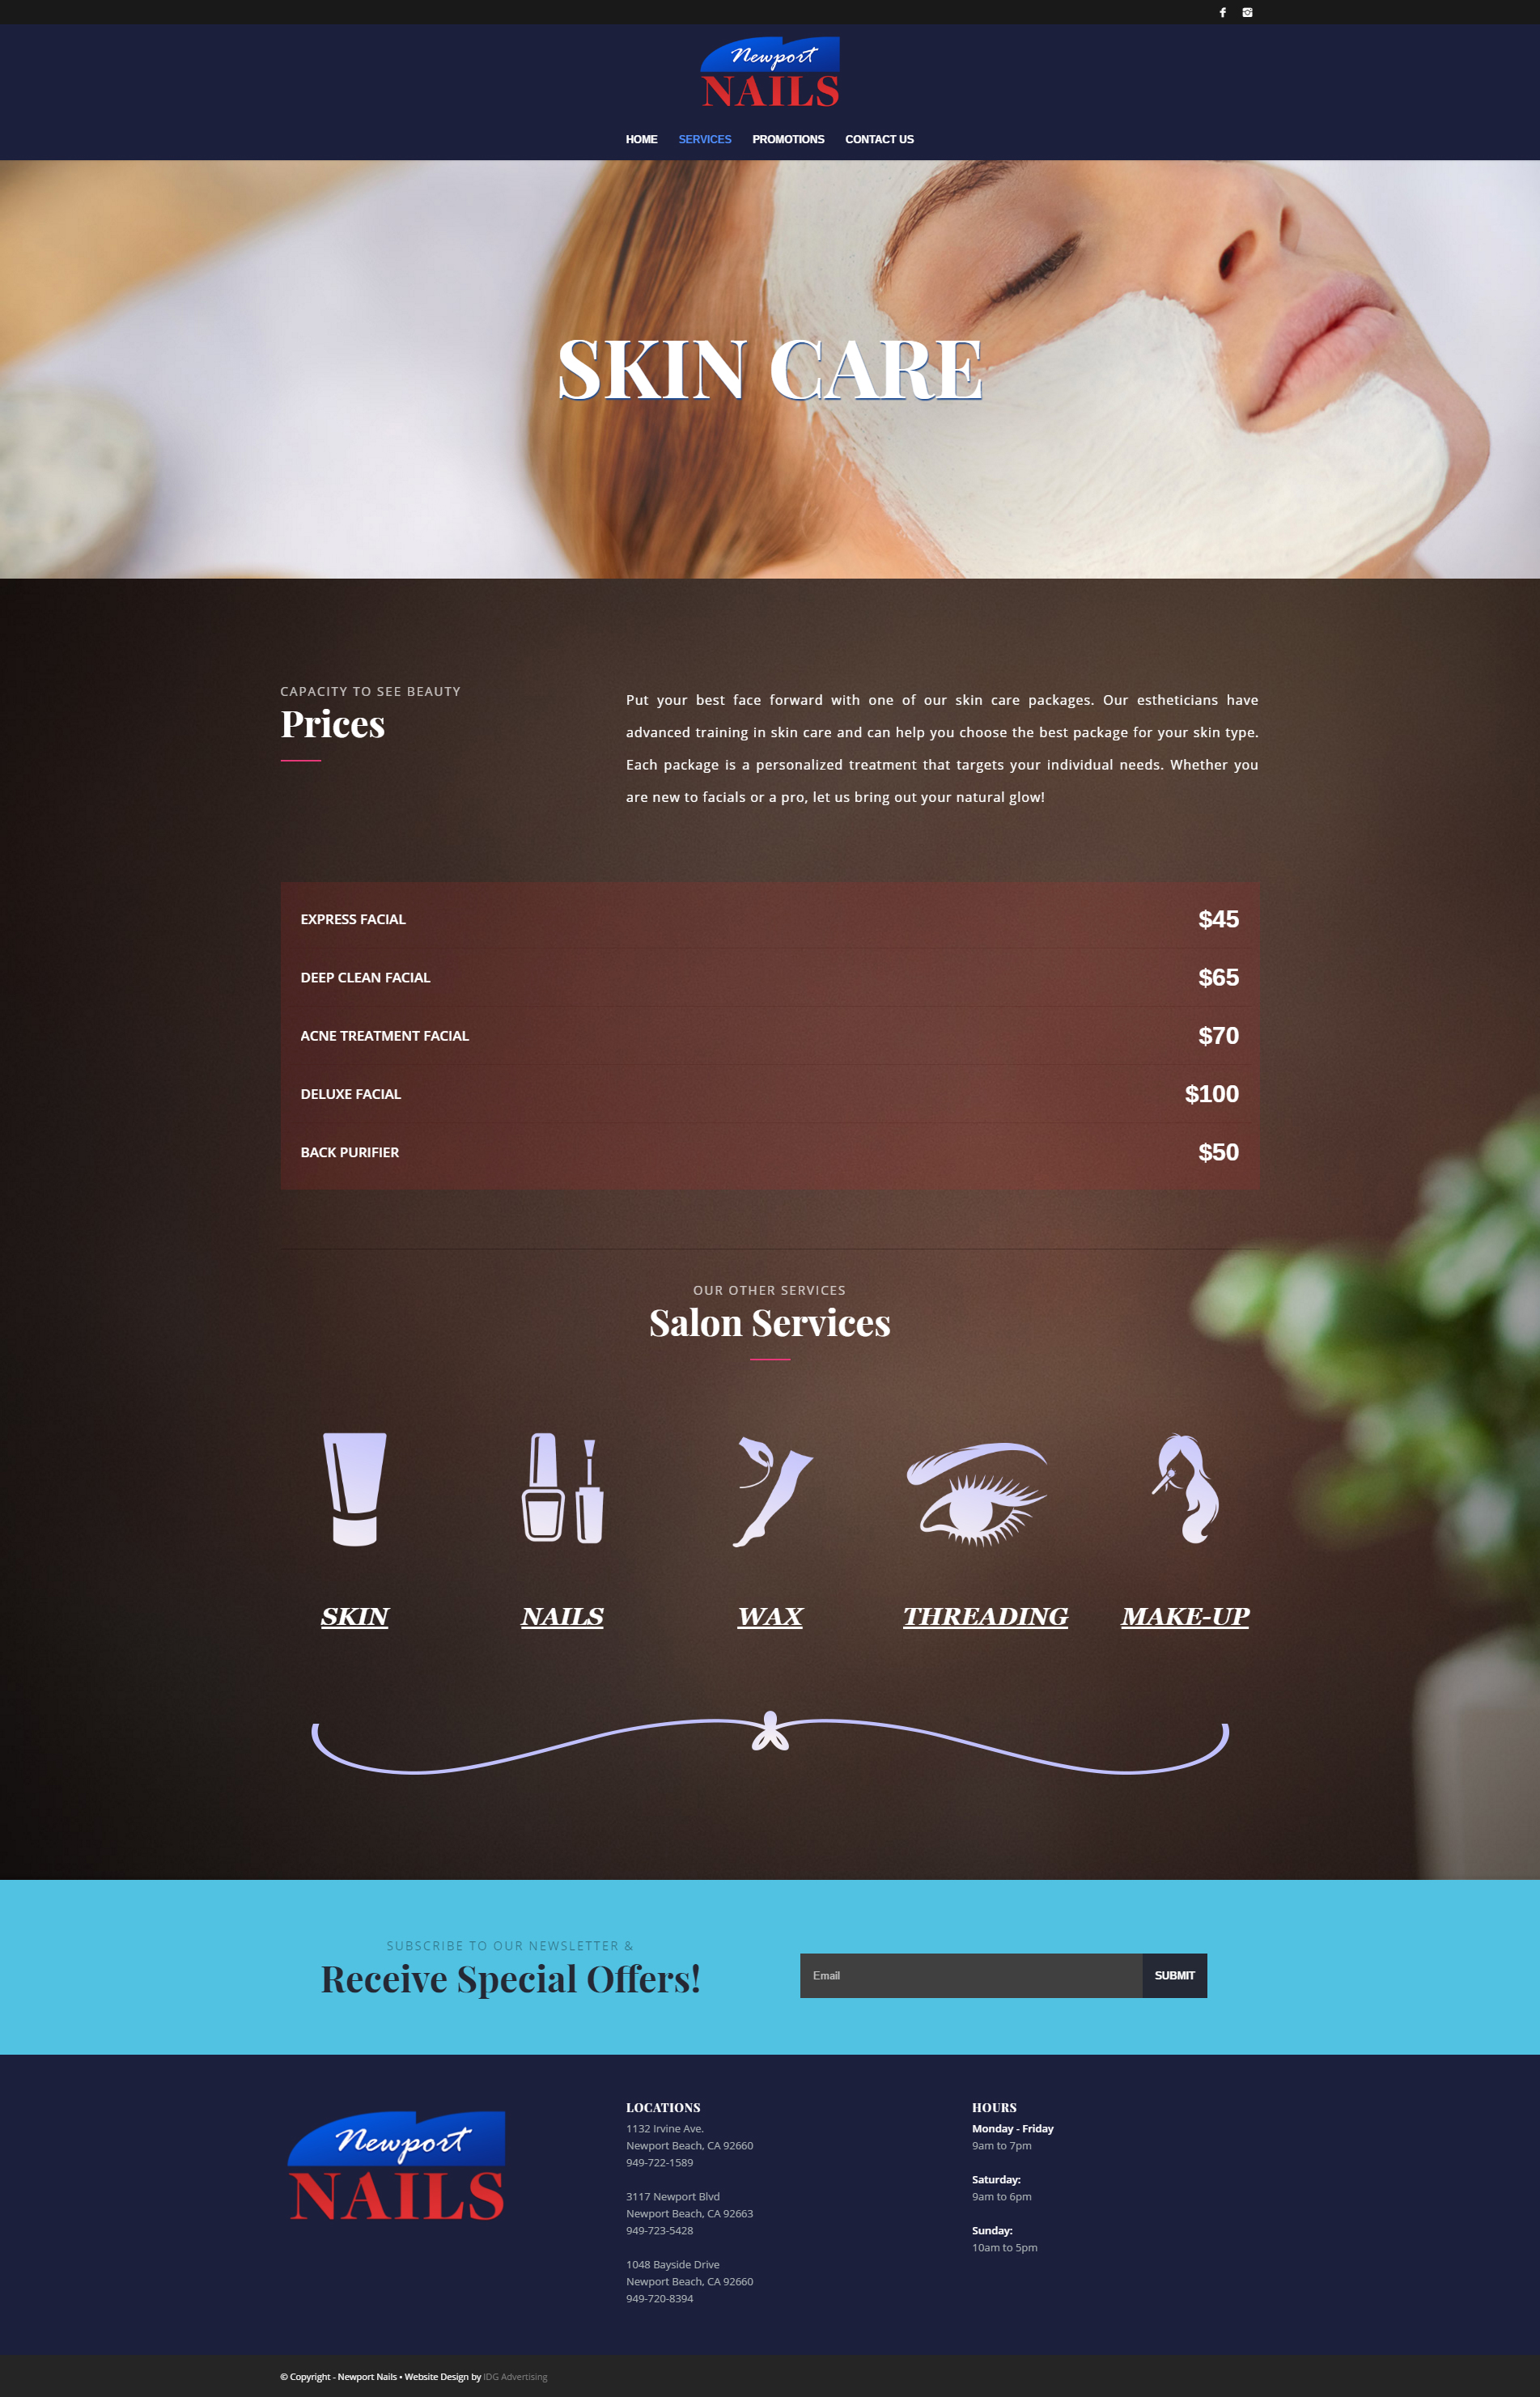 Newport
NAILS
HOME SERVICES PROMOTIONS CONTACT US
SKIN CARE
CAPACITY TO SEE BEAUTY
Prices
Put your best face forward with one of our skin care packages. Our estheticians have
advanced training in skin care and can help you choose the best package for your skin type.
Each package is a personalized treatment that targets your individual needs. Whether you
are new to facials or a pro, let us bring out your natural glow!
EXPRESS FACIAL $45
DEEP CLEAN FACIAL $65
ACNE TREATMENT FACIAL $70
DELUXE FACIAL $100
BACK PURIFIER $50
OUR OTHER SERVICES
Salon Services
SKIN NAILS WAX THREADING MAKE-UP
SUBSCRIBE TO OUR NEWSLETTER &
Receive Special Offers!
Email SUBMIT
Newport
NAILS
LOCATIONS
1132 Irvine Ave.
Newport Beach, CA 92660
949-722-1589
3117 Newport Blvd
Newport Beach, CA 92663
949-723-5428
1048 Bayside Drive
Newport Beach, CA 92660
949-720-8394
HOURS
Monday - Friday
9am to 7pm
Saturday:
9am to 6pm
Sunday:
10am to 5pm
© Copyright - Newport Nails • Website Design by IDG Advertising